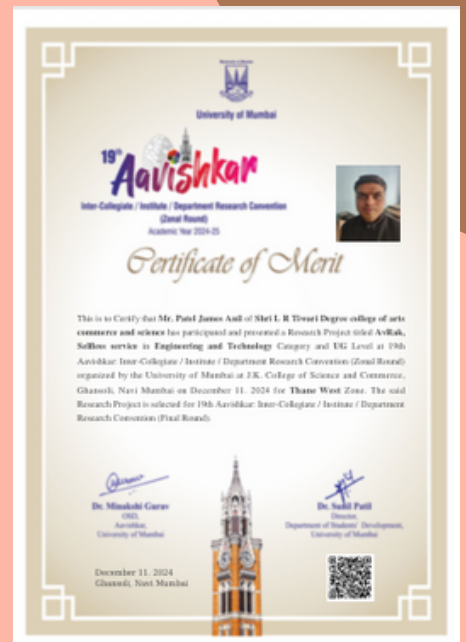 University of Mumbai
19th
Aavishkar
Inter-Collegiate / Institute / Department Research Convention
(Zonal Round)
Academic Year 2024-25
Certificate of Merit
This is to Certify that Mr. Patel James Anil of Shri L R Tiwari Degree college of arts
commerce and science has participated and presented a Research Project titled AvRak,
Selfless service in Engineering and Technology Category and UG Level at 19th
Aavishkar: Inter-Collegiate / Institute / Department Research Convention (Zonal Round)
organized by the University of Mumbai at J.K. College of Science and Commerce,
Ghansoli, Navi Mumbai on December 11, 2024 for Thane West Zone. The said
Research Project is selected for 19th Aavishkar: Inter-Collegiate / Institute / Department
Research Convention (Final Round).
Dr. Minakshi Gurav
OSD,
Aavishkar,
University of Mumbai
Dr. Sunil Patil
Director,
Department of Students' Development,
University of Mumbai
December 11, 2024
Ghansoli, Navi Mumbai